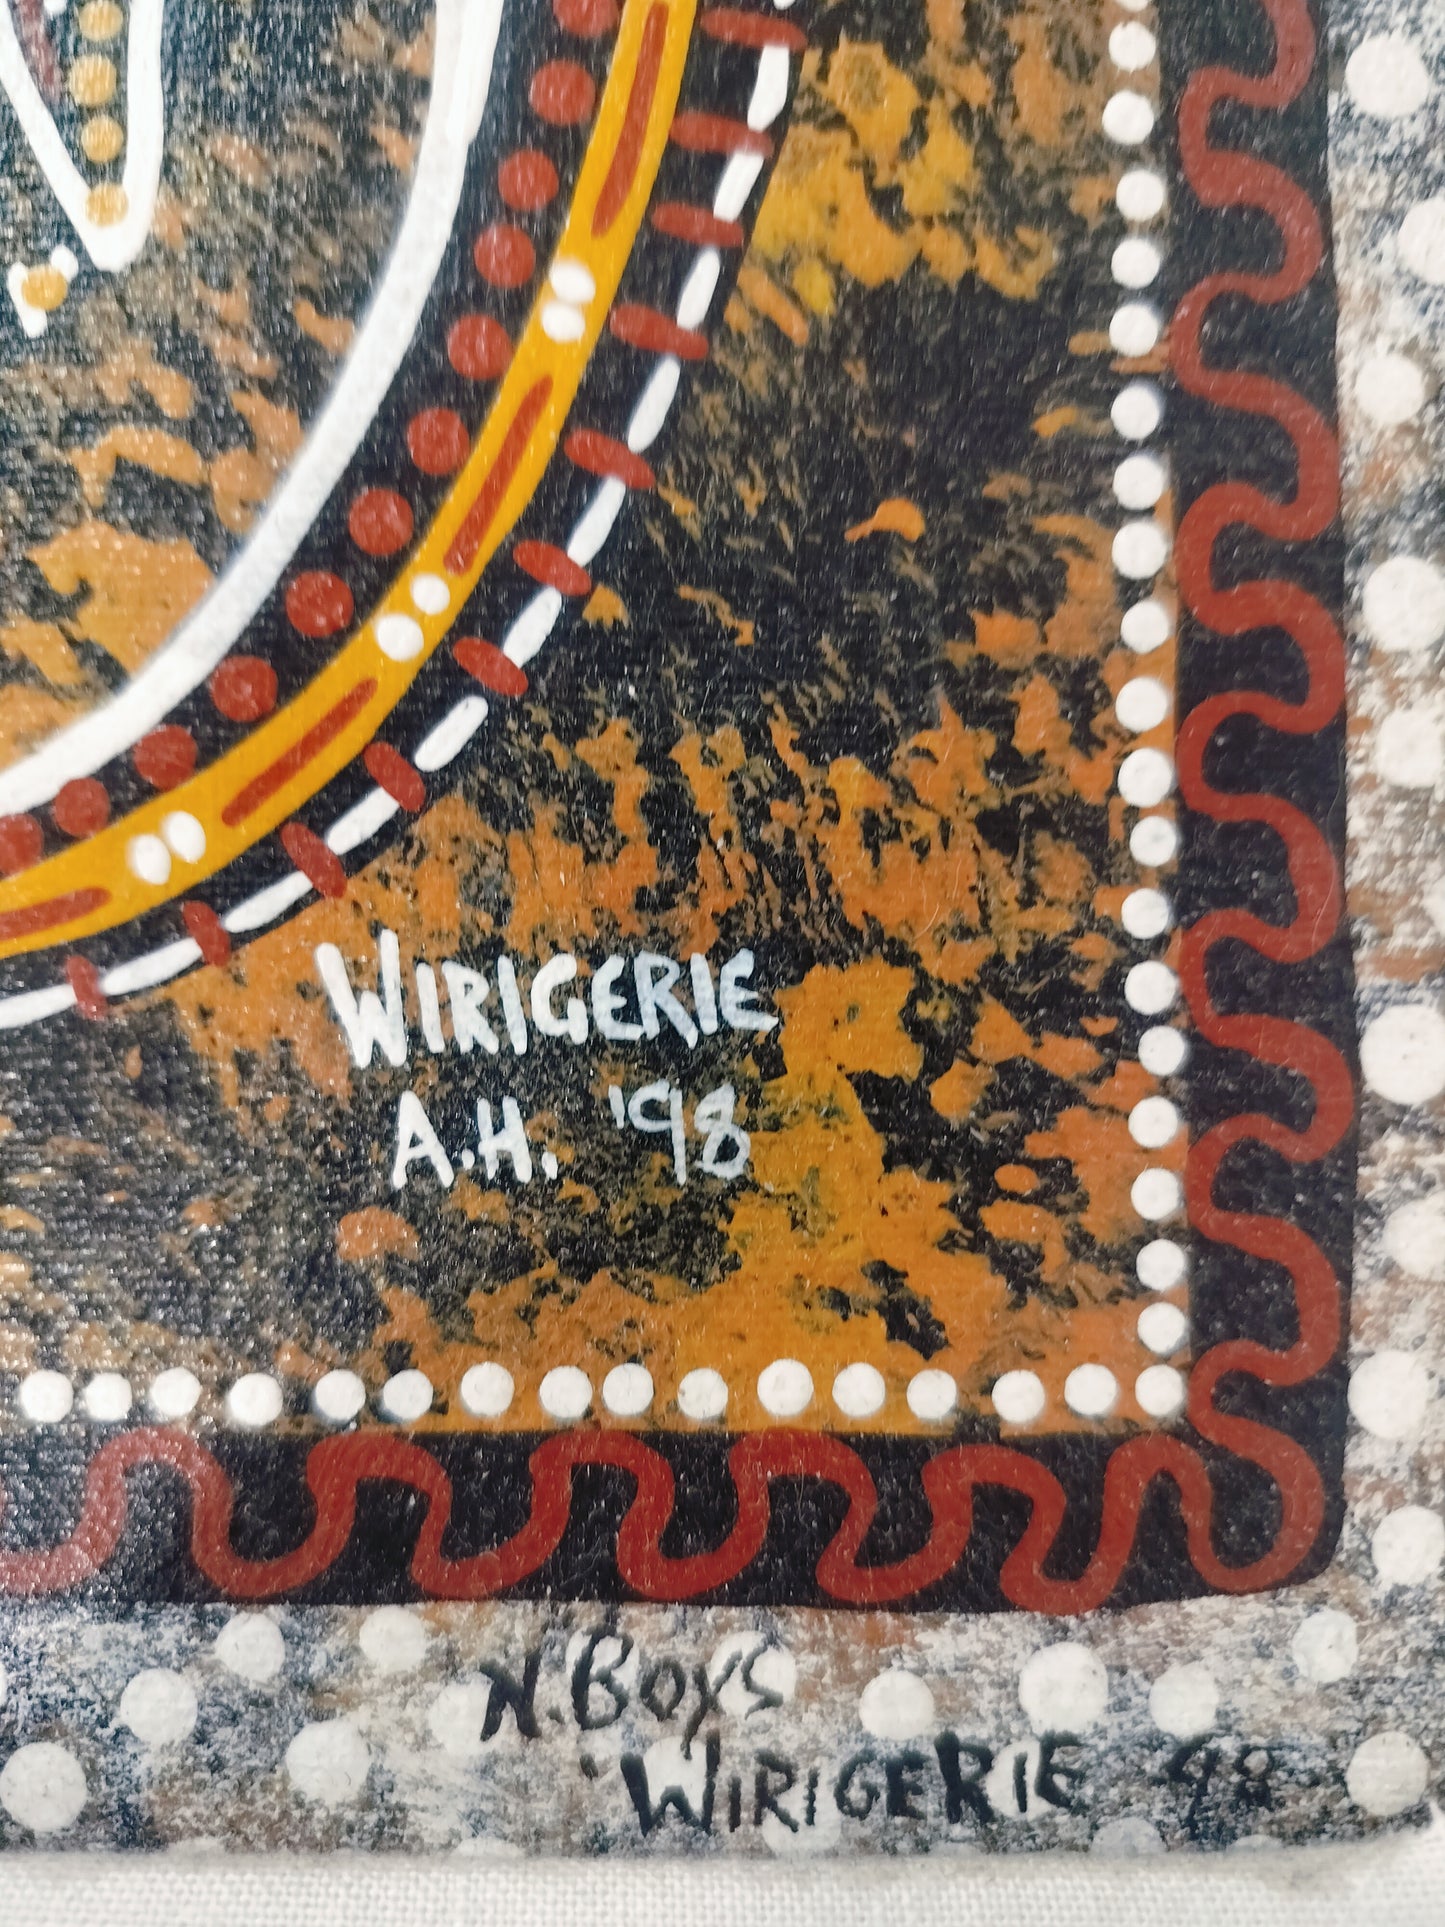 WIRIGERIE
A.H. '98
N. BOYS
'WIRIGERIE 98